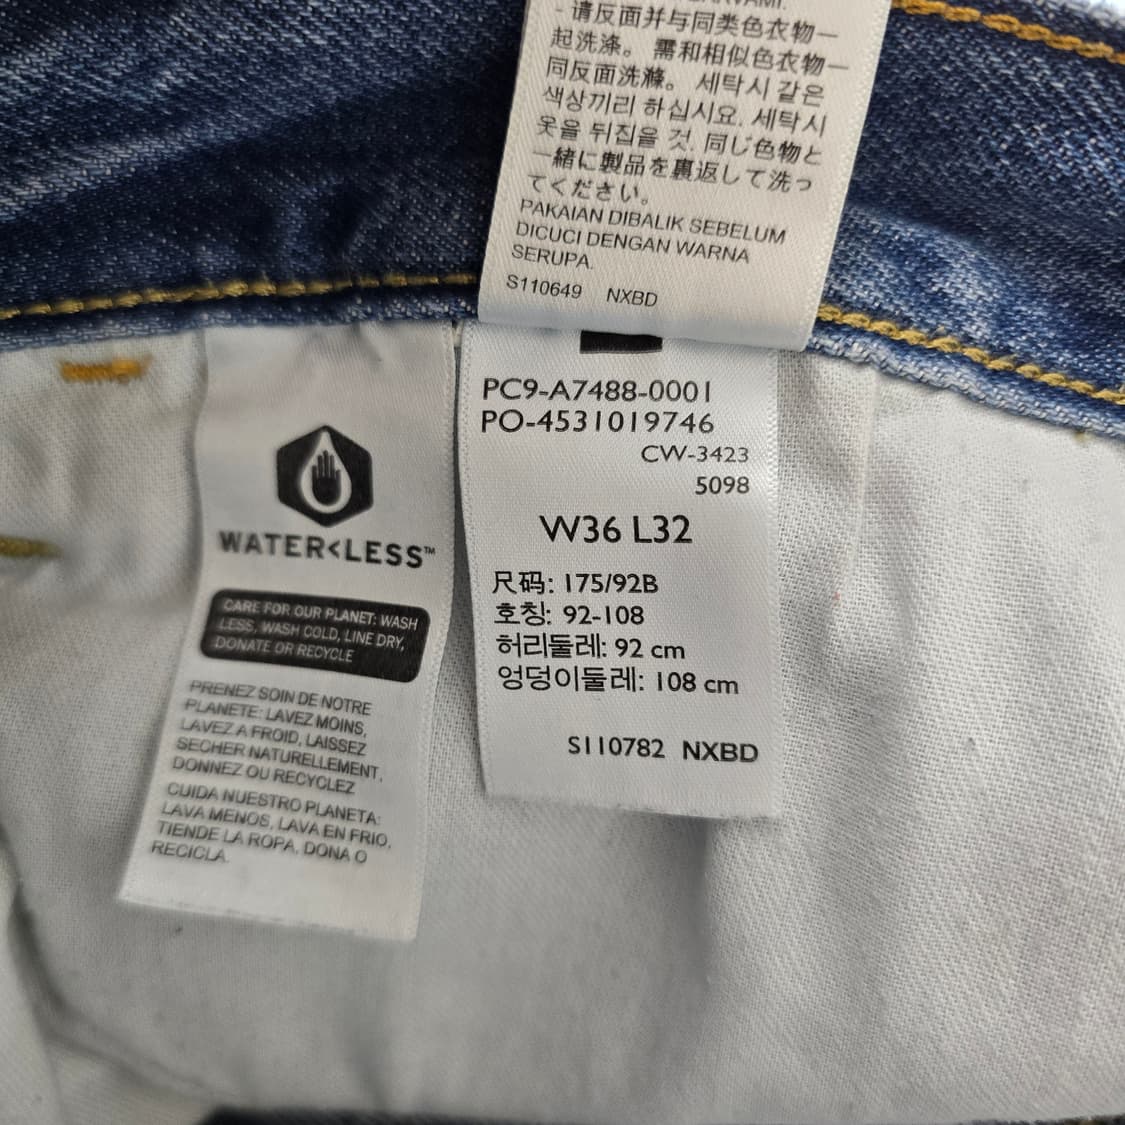 - 请反面并与同类色衣物一
起洗涤。 需和相似色衣物一
同反面洗滌。 세탁시 같은
색상끼리 하십시요. 세탁시
옷을 뒤집을 것. 同じ色物と
一緒に製品を裏返して洗っ
てください。
PAKAIAN DIBALIK SEBELUM
DICUCI DENGAN WARNA
SERUPA.
S110649 NXBD
PC9-A7488-0001
PO-4531019746
CW-3423
5098
W36 L32
尺码: 175/92B
호칭: 92-108
허리둘레: 92 cm
엉덩이둘레: 108 cm
S110782 NXBD
WATER<LESS™
CARE FOR OUR PLANET: WASH
LESS, WASH COLD, LINE DRY,
DONATE OR RECYCLE
PRENEZ SOIN DE NOTRE
PLANETE: LAVEZ MOINS,
LAVEZ A FROID, LAISSEZ
SECHER NATURELLEMENT,
DONNEZ OU RECYCLEZ
CUIDA NUESTRO PLANETA:
LAVA MENOS, LAVA EN FRIO,
TIENDE LA ROPA, DONA O
RECICLA.